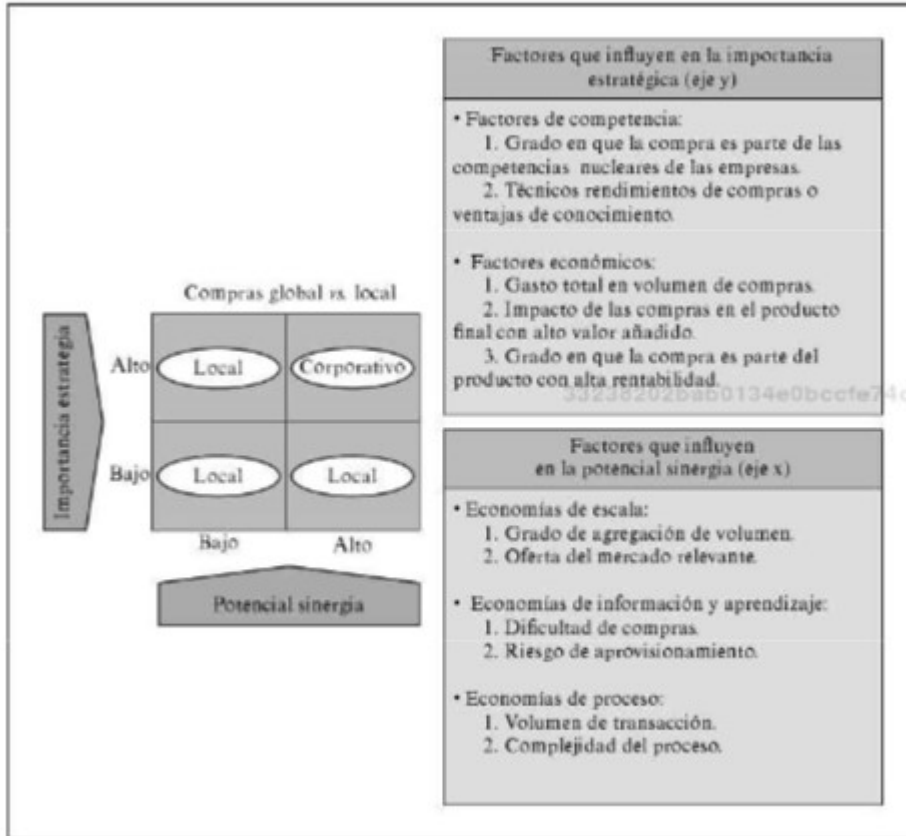 Compras global vs. local
Importancia estrategia
Alto
Local
Corporativo
Bajo
Local
Local
Bajo
Alto
Potencial sinergia
Factores que influyen en la importancia
estratégica (eje y)
• Factores de competencia:
1. Grado en que la compra es parte de las
competencias nucleares de las empresas.
2. Técnicos rendimientos de compras o
ventajas de conocimiento.
• Factores económicos:
1. Gasto total en volumen de compras.
2. Impacto de las compras en el producto
final con alto valor añadido.
3. Grado en que la compra es parte del
producto con alta rentabilidad.
Factores que influyen
en la potencial sinergia (eje x)
• Economías de escala:
1. Grado de agregación de volumen.
2. Oferta del mercado relevante.
• Economías de información y aprendizaje:
1. Dificultad de compras.
2. Riesgo de aprovisionamiento.
• Economías de proceso:
1. Volumen de transacción.
2. Complejidad del proceso.